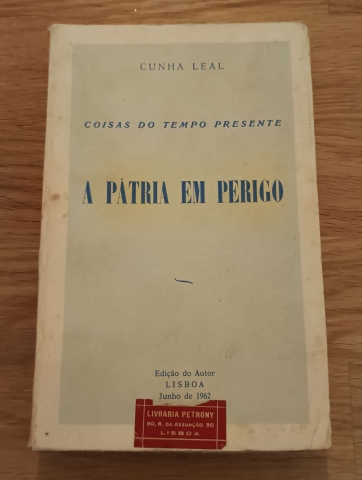 CUNHA LEAL
COISAS DO TEMPO PRESENTE
A PÁTRIA EM PERIGO
Edição do Autor
LISBOA
Junho de 1962
LIVRARIA PETRONY
80, R. DA ASSUNÇÃO, 90
LISBOA